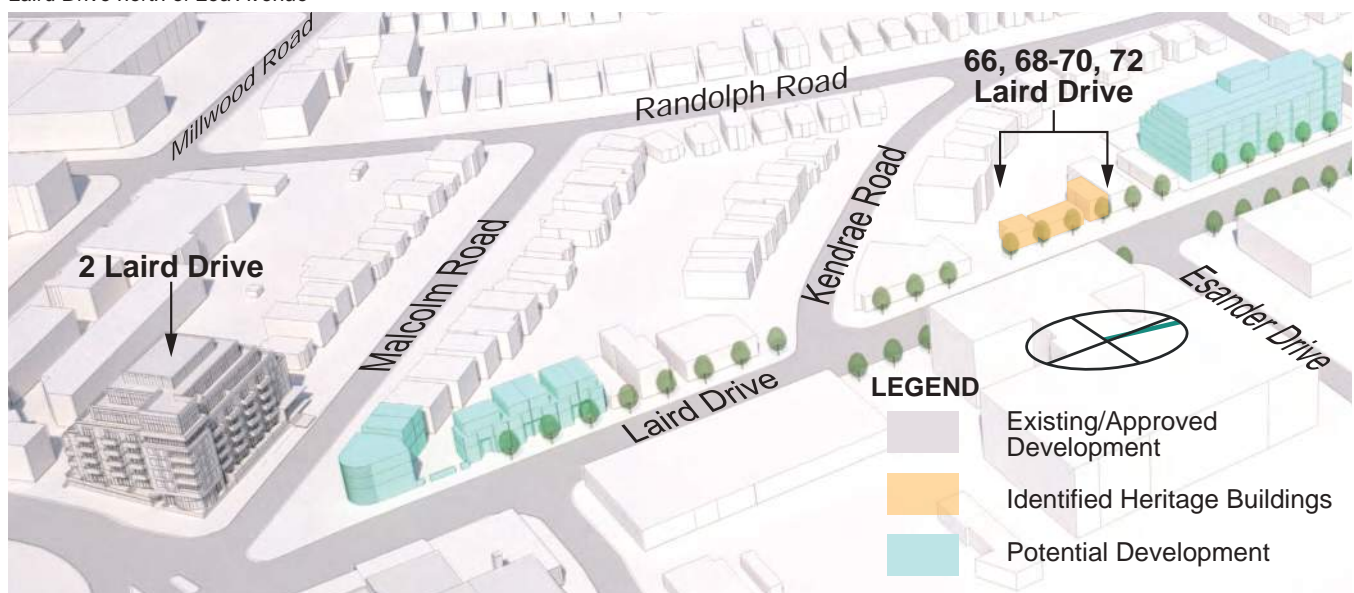 Millwood Road
Randolph Road
66, 68-70, 72
Laird Drive
2 Laird Drive
Malcolm Road
Kendrae Road
Esander Drive
Laird Drive
LEGEND
Existing/Approved
Development
Identified Heritage Buildings
Potential Development